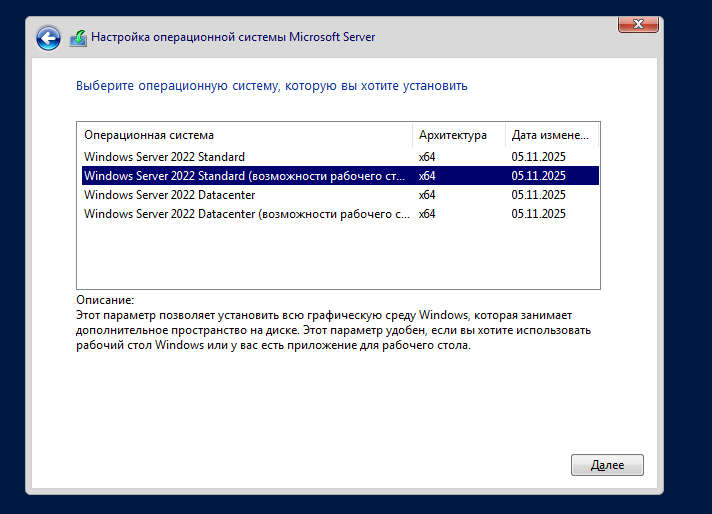 Настройка операционной системы Microsoft Server
Выберите операционную систему, которую вы хотите установить
Операционная система Архитектура Дата измене...
Windows Server 2022 Standard x64 05.11.2025
Windows Server 2022 Standard (возможности рабочего ст... x64 05.11.2025
Windows Server 2022 Datacenter x64 05.11.2025
Windows Server 2022 Datacenter (возможности рабочего с... x64 05.11.2025
Описание:
Этот параметр позволяет установить всю графическую среду Windows, которая занимает
дополнительное пространство на диске. Этот параметр удобен, если вы хотите использовать
рабочий стол Windows или у вас есть приложение для рабочего стола.
Далее